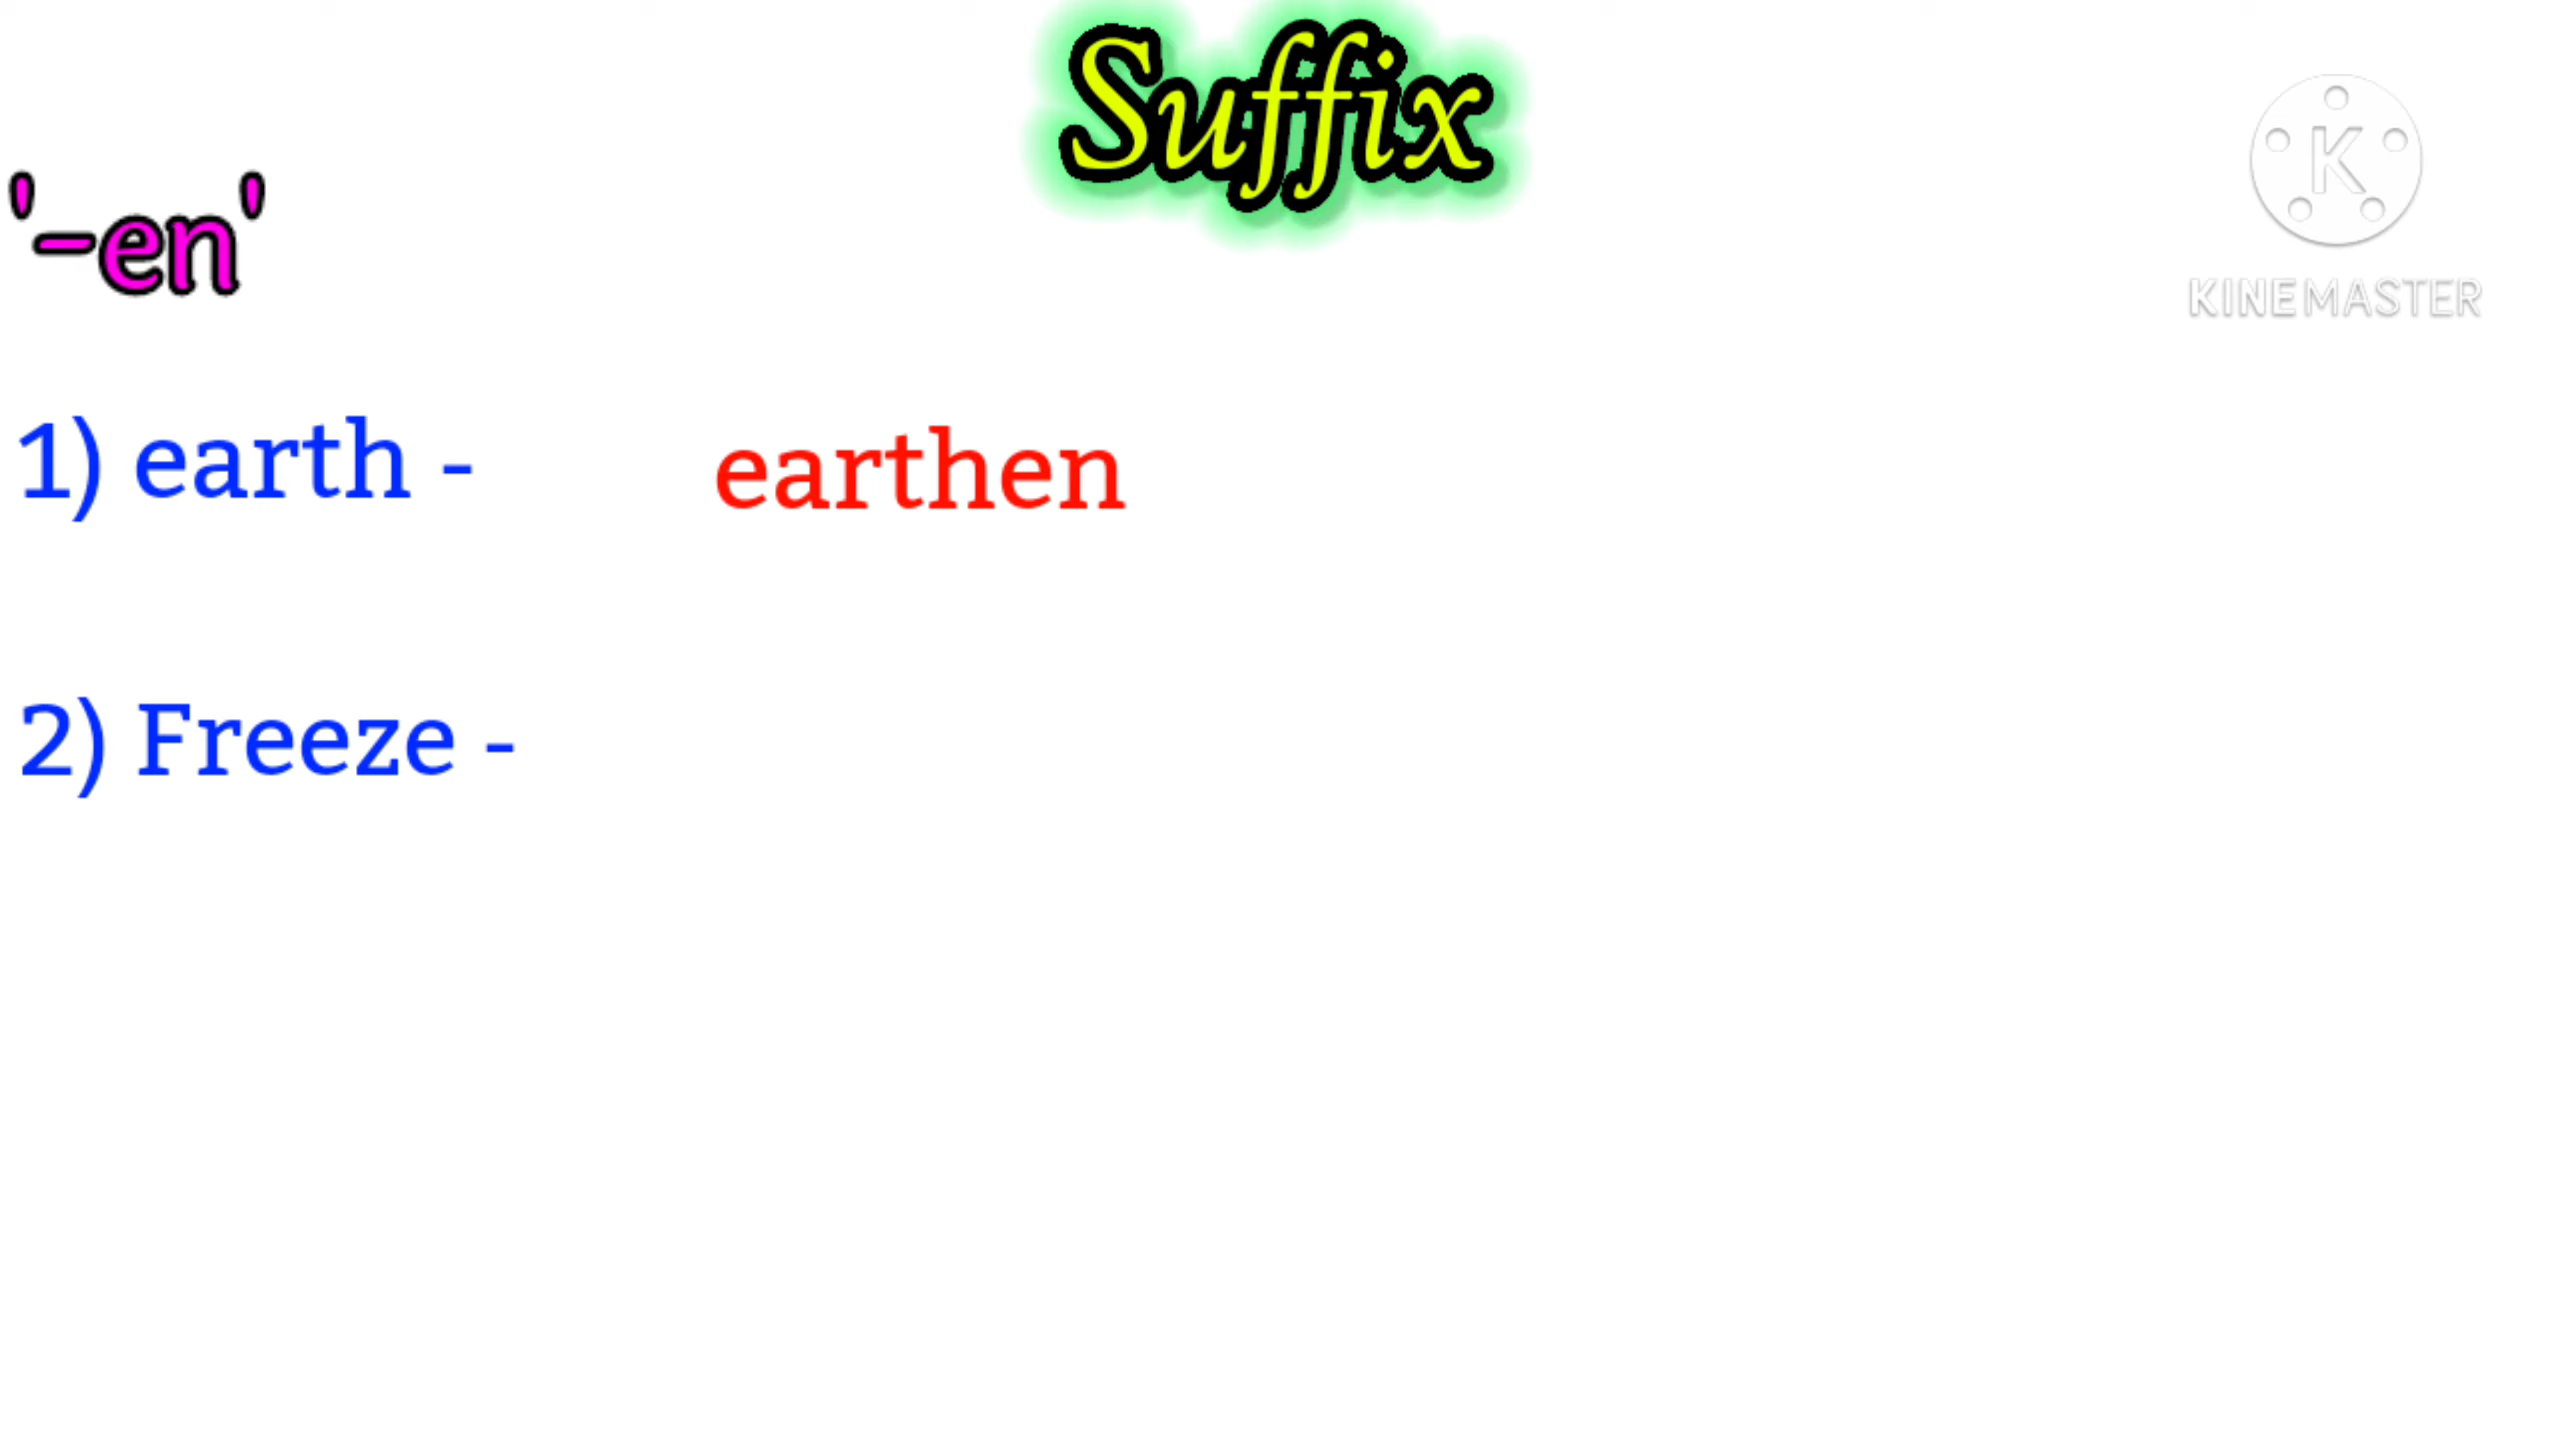 Suffix
'-en'
KINEMASTER
1) earth - earthen
2) Freeze -